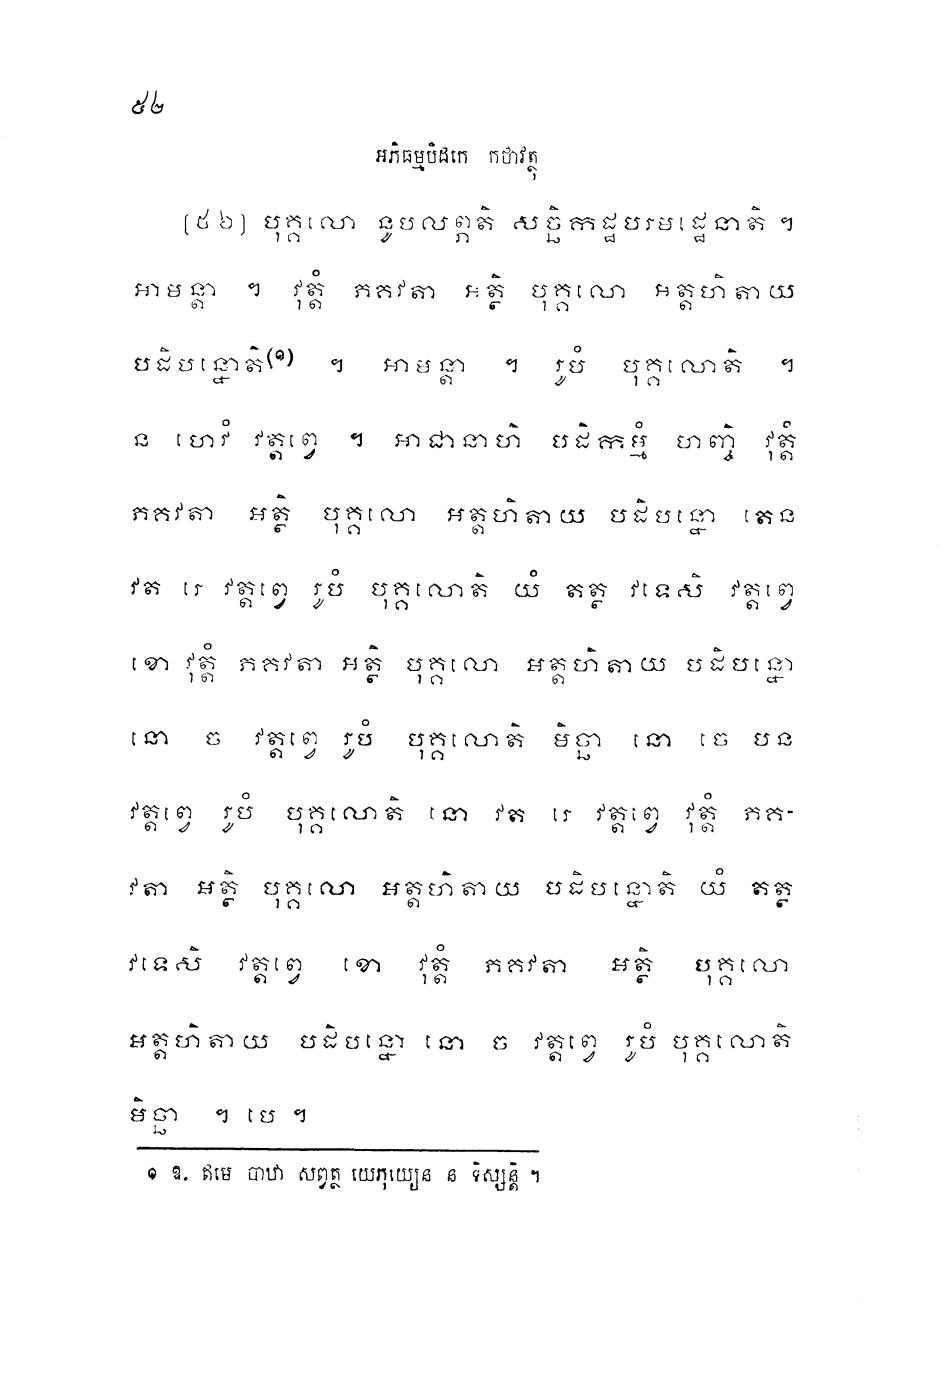 ៥៤
អភិធម្មបិដកេ កថាវត្ថុ
(៥៦) បុគ្គលោ នូបលព្ភតិ សច្ឆិកដ្ឋបរមដ្ឋេនាតិ ។
អាមន្តា ។ វុត្តំ ភគវតា អត្ថិ បុគ្គលោ អត្តហិតាយ
បដិបន្នោតិ(១) ។ អាមន្តា ។ រូបំ បុគ្គលោតិ ។
ន ហេវំ វត្តព្វេ ។ អាជានាហិ បដិកម្មំ ហញ្ចិ វុត្តំ
ភគវតា អត្ថិ បុគ្គលោ អត្តហិតាយ បដិបន្នោ តេន
វត រេ វត្តព្វេ រូបំ បុគ្គលោតិ យំ តត្ថ វទេសិ វត្តព្វេ
ខោ វុត្តំ ភគវតា អត្ថិ បុគ្គលោ អត្តហិតាយ បដិបន្នោ
នោ ច វត្តព្វេ រូបំ បុគ្គលោតិ មិច្ឆា នោ ចេ បន
វត្តព្វេ រូបំ បុគ្គលោតិ នោ វត រេ វត្តព្វេ វុត្តំ ភគ-
វតា អត្ថិ បុគ្គលោ អត្តហិតាយ បដិបន្នោតិ យំ តត្ថ
វទេសិ វត្តព្វេ ខោ វុត្តំ ភគវតា អត្ថិ បុគ្គលោ
អត្តហិតាយ បដិបន្នោ នោ ច វត្តព្វេ រូបំ បុគ្គលោតិ
មិច្ឆា ។ បេ ។
១ ឱ. ឥមេ បាឋា សព្វត្ថ យេភុយ្យេន ន ទិស្សន្តិ ។